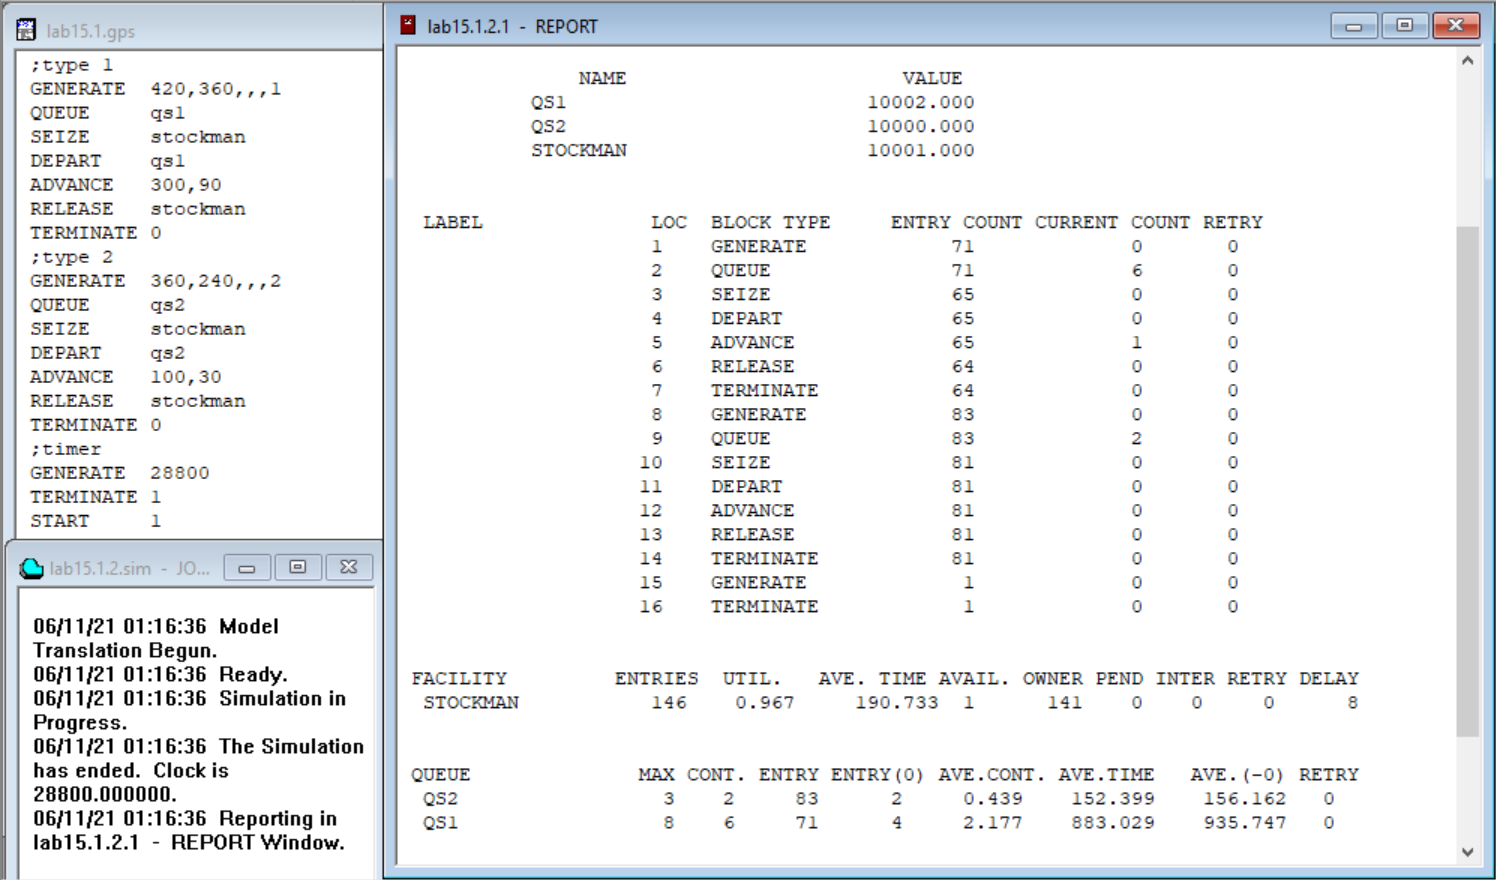 lab15.1.gps
;type 1
GENERATE 420,360,,,1
QUEUE qs1
SEIZE stockman
DEPART qs1
ADVANCE 300,90
RELEASE stockman
TERMINATE 0
;type 2
GENERATE 360,240,,,2
QUEUE qs2
SEIZE stockman
DEPART qs2
ADVANCE 100,30
RELEASE stockman
TERMINATE 0
;timer
GENERATE 28800
TERMINATE 1
START 1
lab15.1.2.sim - JO...
06/11/21 01:16:36 Model
Translation Begun.
06/11/21 01:16:36 Ready.
06/11/21 01:16:36 Simulation in
Progress.
06/11/21 01:16:36 The Simulation
has ended. Clock is
28800.000000.
06/11/21 01:16:36 Reporting in
lab15.1.2.1 - REPORT Window.
lab15.1.2.1 - REPORT
NAME VALUE
QS1 10002.000
QS2 10000.000
STOCKMAN 10001.000
LABEL LOC BLOCK TYPE ENTRY COUNT CURRENT COUNT RETRY
1 GENERATE 71 0 0
2 QUEUE 71 6 0
3 SEIZE 65 0 0
4 DEPART 65 0 0
5 ADVANCE 65 1 0
6 RELEASE 64 0 0
7 TERMINATE 64 0 0
8 GENERATE 83 0 0
9 QUEUE 83 2 0
10 SEIZE 81 0 0
11 DEPART 81 0 0
12 ADVANCE 81 0 0
13 RELEASE 81 0 0
14 TERMINATE 81 0 0
15 GENERATE 1 0 0
16 TERMINATE 1 0 0
FACILITY ENTRIES UTIL. AVE. TIME AVAIL. OWNER PEND INTER RETRY DELAY
STOCKMAN 146 0.967 190.733 1 141 0 0 0 8
QUEUE MAX CONT. ENTRY ENTRY(0) AVE.CONT. AVE.TIME AVE.(-0) RETRY
QS2 3 2 83 2 0.439 152.399 156.162 0
QS1 8 6 71 4 2.177 883.029 935.747 0